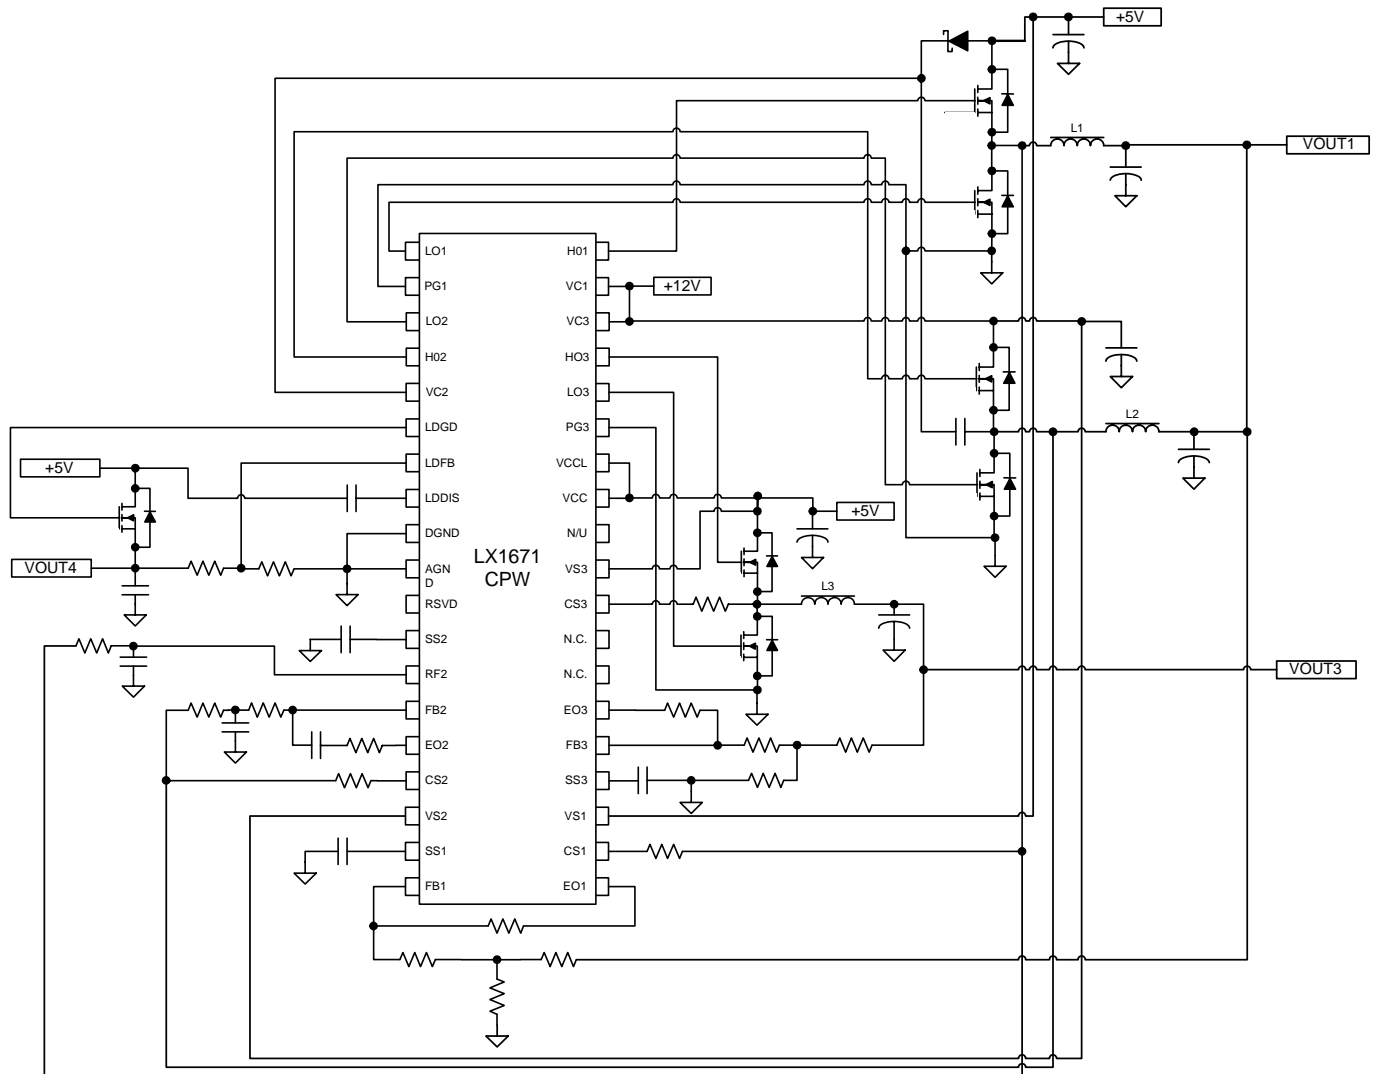 +5V
L1
VOUT1
LO1
H01
PG1
VC1
+12V
LO2
VC3
H02
HO3
VC2
LO3
L2
LDGD
PG3
+5V
LDFB
VCCL
LDDIS
VCC
+5V
DGND
N/U
LX1671
CPW
VOUT4
AGN
D
VS3
L3
RSVD
CS3
SS2
N.C.
RF2
N.C.
VOUT3
FB2
EO3
EO2
FB3
CS2
SS3
VS2
VS1
SS1
CS1
FB1
EO1